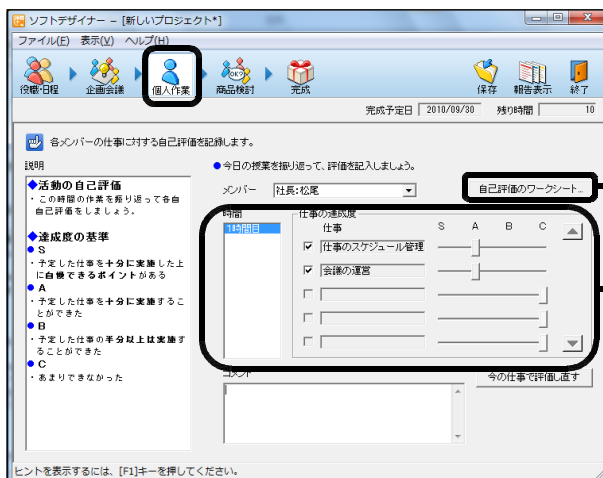 ソフトデザイナー － [新しいプロジェクト*]
ファイル(F) 表示(V) ヘルプ(H)
役職・日程 企画会議 個人作業 OK? 商品検討 完成 保存 報告表示 終了
完成予定日 2010/09/30 残り時間 10
各メンバーの仕事に対する自己評価を記録します。
説明
◆活動の自己評価
・この時間の作業を振り返って各自
自己評価をしましょう。
◆達成度の基準
● S
・予定した仕事を十分に実施した上
に自慢できるポイントがある
● A
・予定した仕事を十分に実施するこ
とができた
● B
・予定した仕事の半分以上は実施す
ることができた
● C
・あまりできなかった
●今日の授業を振り返って、評価を記入しましょう。
メンバー 社長:松尾 自己評価のワークシート...
時間
1時間目
仕事の達成度
仕事 S A B C
仕事のスケジュール管理
会議の運営
コメント
今の仕事で評価し直す
ヒントを表示するには、[F1]キーを押してください。